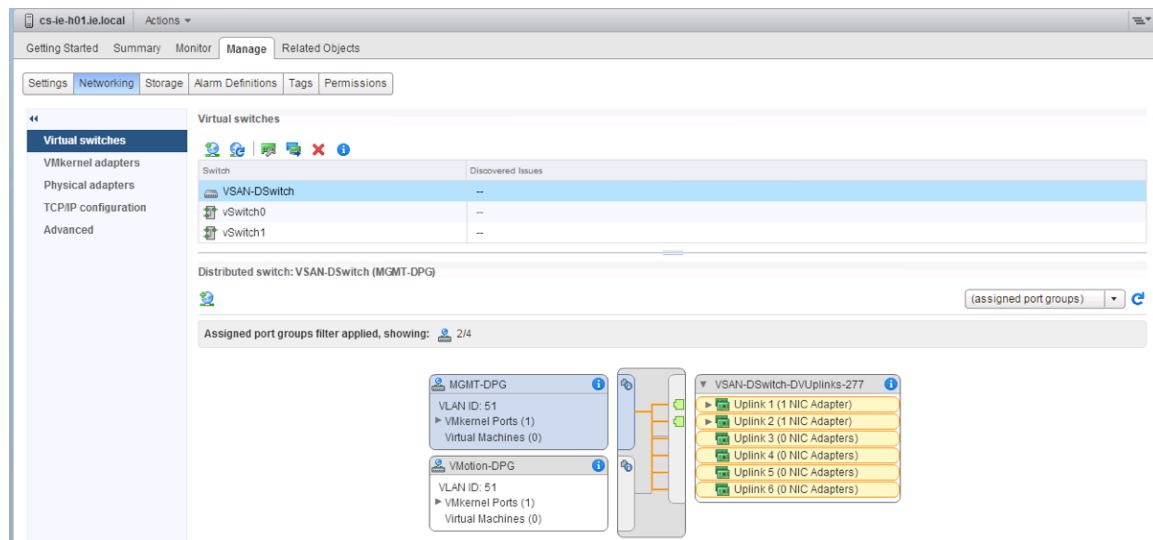 cs-ie-h01.ie.local Actions
Getting Started Summary Monitor Manage Related Objects
Settings Networking Storage Alarm Definitions Tags Permissions
Virtual switches
VMkernel adapters
Physical adapters
TCP/IP configuration
Advanced
Virtual switches
Switch Discovered Issues
VSAN-DSwitch --
vSwitch0 --
vSwitch1 --
Distributed switch: VSAN-DSwitch (MGMT-DPG)
(assigned port groups)
Assigned port groups filter applied, showing: 2/4
MGMT-DPG
VLAN ID: 51
VMkernel Ports (1)
Virtual Machines (0)
VMotion-DPG
VLAN ID: 51
VMkernel Ports (1)
Virtual Machines (0)
VSAN-DSwitch-DVUplinks-277
Uplink 1 (1 NIC Adapter)
Uplink 2 (1 NIC Adapter)
Uplink 3 (0 NIC Adapters)
Uplink 4 (0 NIC Adapters)
Uplink 5 (0 NIC Adapters)
Uplink 6 (0 NIC Adapters)